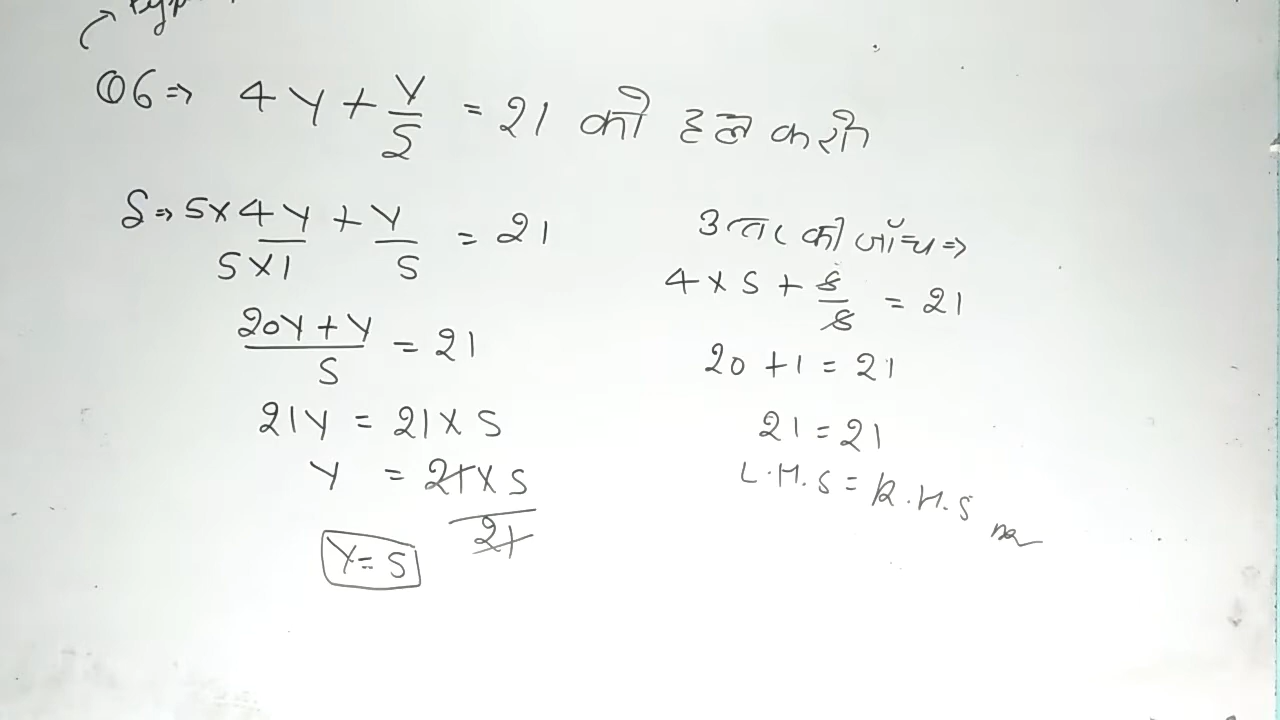 Q6⇒ 4y + y/5 = 21 को हल करो
S⇒ 5×4y/5×1 + y/5 = 21
20y + y/5 = 21
21y = 21×5
y = 21×5/21
y = 5
उत्तर की जाँच⇒
4×5 + 5/5 = 21
20 + 1 = 21
21 = 21
L.H.S = R.H.S